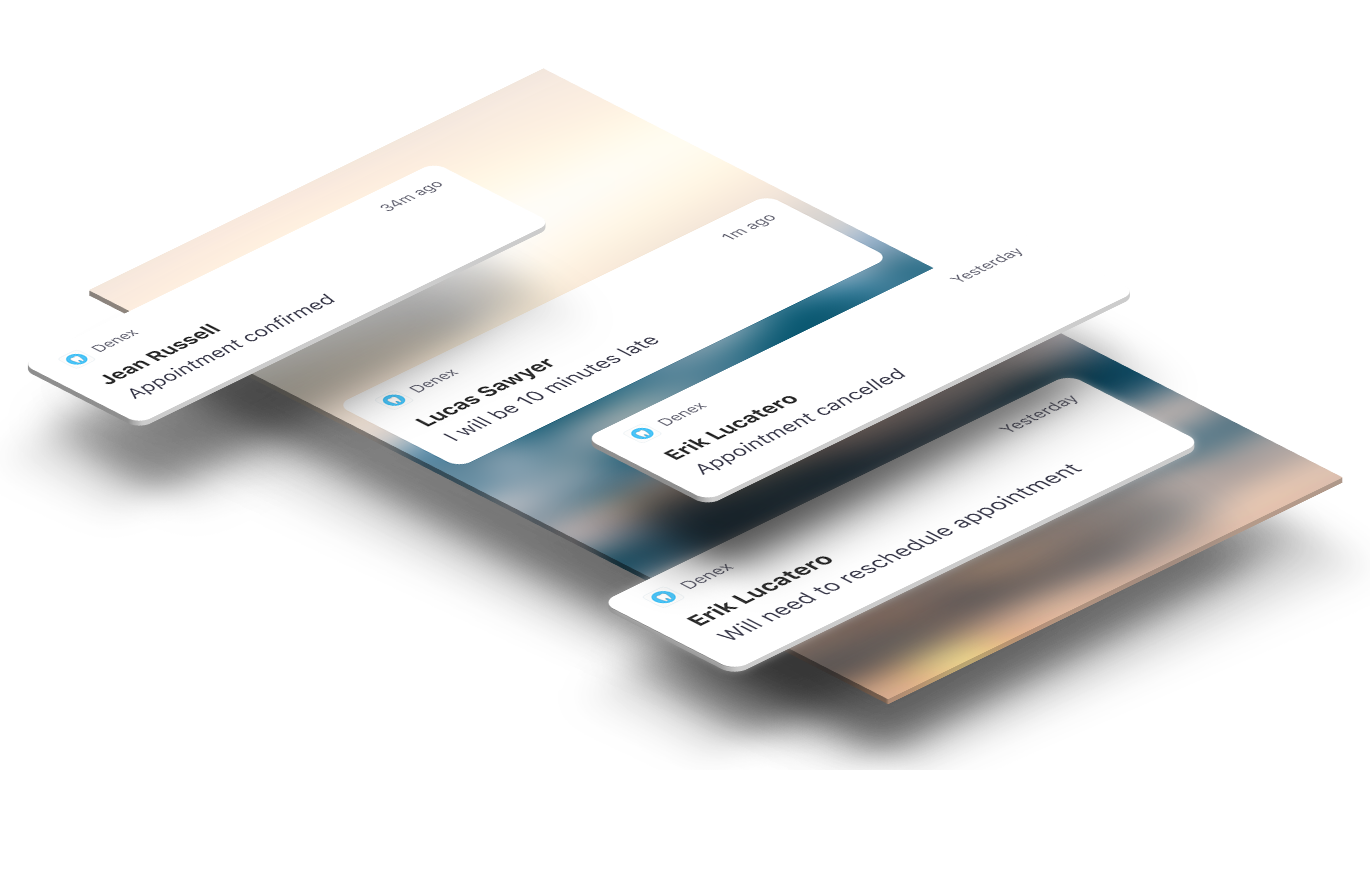 Denex
34m ago
Jean Russell
Appointment confirmed
Denex
1m ago
Lucas Sawyer
I will be 10 minutes late
Denex
Yesterday
Erik Lucatero
Appointment cancelled
Denex
Yesterday
Erik Lucatero
Will need to reschedule appointment